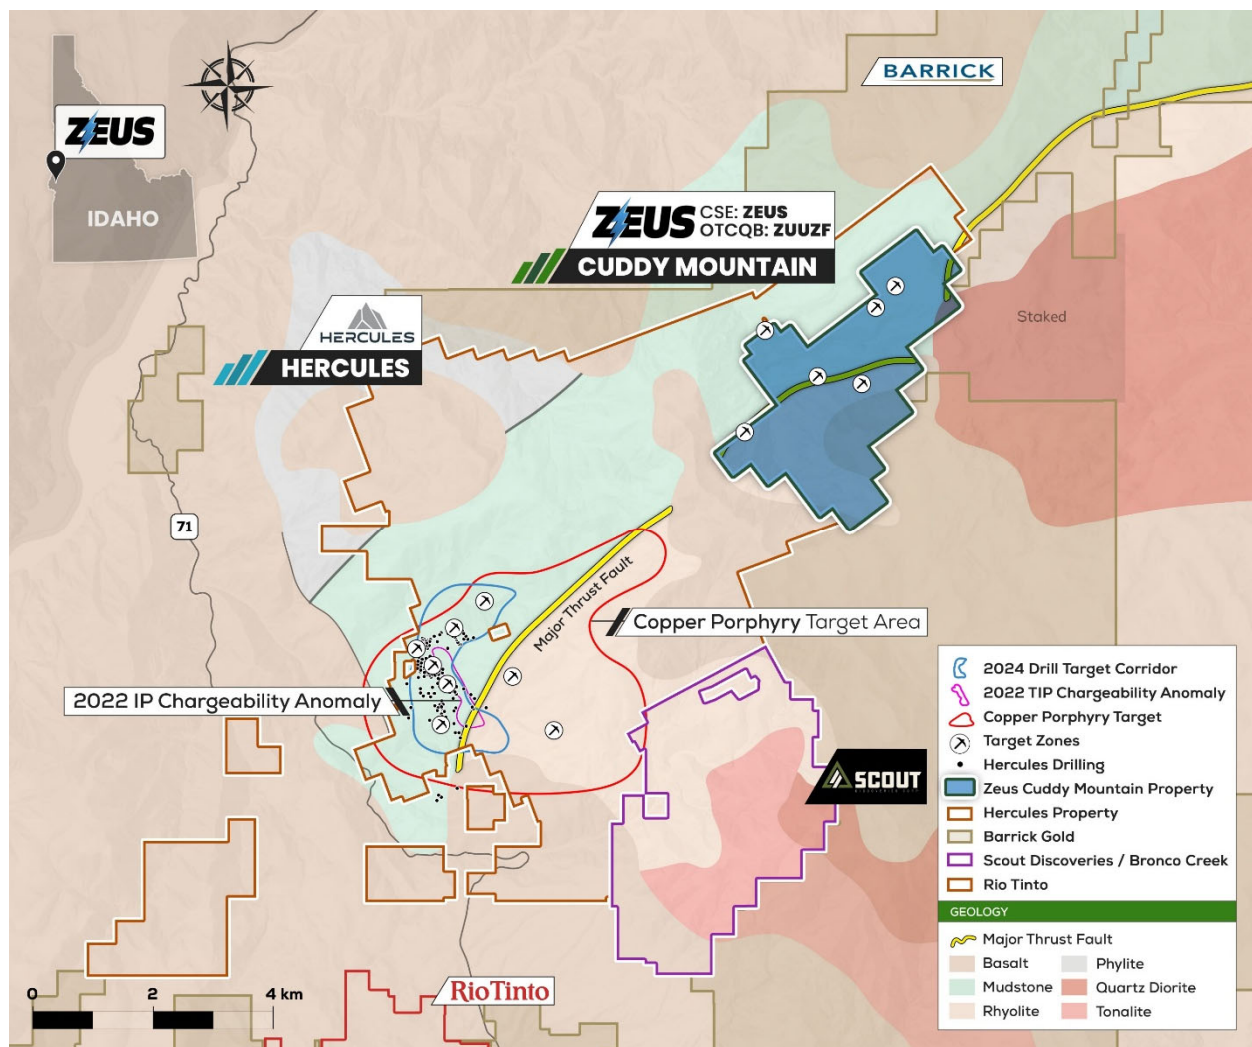 BARRICK
ZEUS
IDAHO
ZEUS
CSE: ZEUS
OTCQB: ZUUZF
CUDDY MOUNTAIN
HERCULES
HERCULES
Staked
71
Major Thrust Fault
Copper Porphyry Target Area
2022 IP Chargeability Anomaly
SCOUT
2024 Drill Target Corridor
2022 TIP Chargeability Anomaly
Copper Porphyry Target
Target Zones
Hercules Drilling
Zeus Cuddy Mountain Property
Hercules Property
Barrick Gold
Scout Discoveries / Bronco Creek
Rio Tinto
GEOLOGY
Major Thrust Fault
Basalt
Phylite
Mudstone
Quartz Diorite
Rhyolite
Tonalite
RioTinto
0 2 4 km